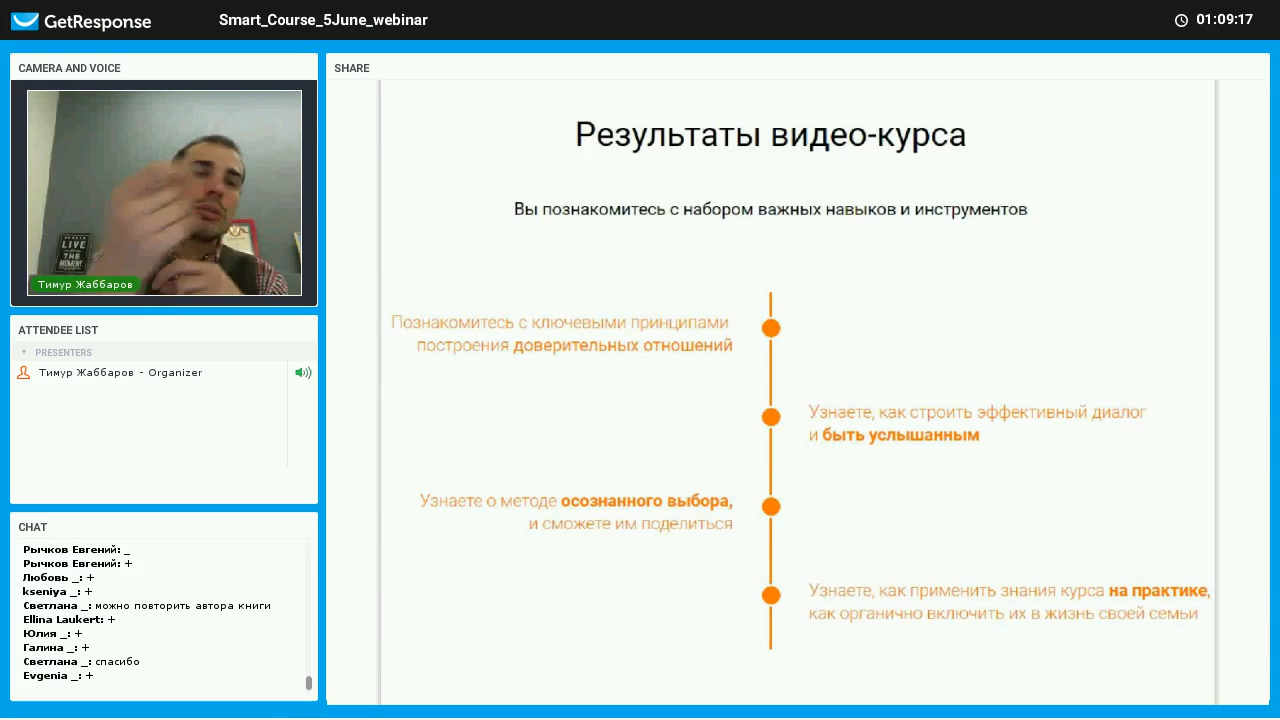 GetResponse
Smart_Course_5June_webinar
01:09:17
CAMERA AND VOICE
LIVE
THE
MOMENT
Тимур Жаббаров
ATTENDEE LIST
PRESENTERS
Тимур Жаббаров - Organizer
CHAT
Рычков Евгений: _
Рычков Евгений: +
Любовь _: +
kseniya _: +
Светлана _: можно повторить автора книги
Ellina Laukert: +
Юлия _: +
Галина _: +
Светлана _: спасибо
Evgenia _: +
SHARE
Результаты видео-курса
Вы познакомитесь с набором важных навыков и инструментов
Познакомитесь с ключевыми принципами
построения доверительных отношений
Узнаете, как строить эффективный диалог
и быть услышанным
Узнаете о методе осознанного выбора,
и сможете им поделиться
Узнаете, как применить знания курса на практике,
как органично включить их в жизнь своей семьи